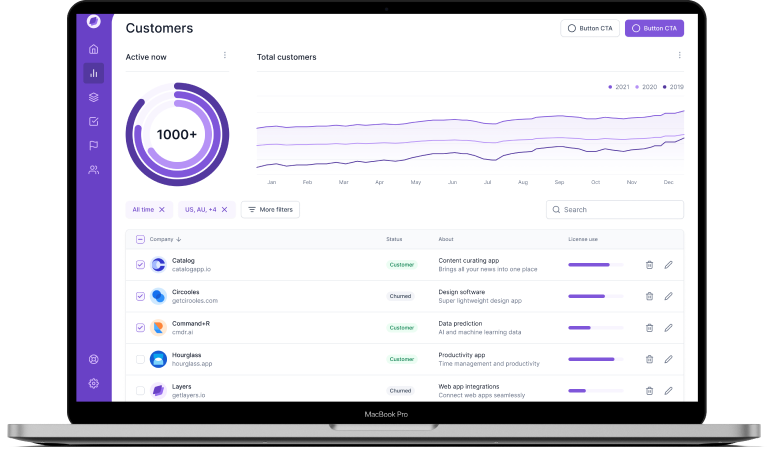 Customers
Button CTA
Button CTA
Active now
Total customers
2021 2020 2019
1000+
Jan Feb Mar Apr May Jun Jul Aug Sep Oct Nov Dec
All time
US, AU, +4
More filters
Search
Company Status About License use
Catalog
catalogapp.io
Customer
Content curating app
Brings all your news into one place
Circooles
getcirooles.com
Churned
Design software
Super lightweight design app
Command+R
cmdr.ai
Customer
Data prediction
AI and machine learning data
Hourglass
hourglass.app
Customer
Productivity app
Time management and productivity
Layers
getlayers.io
Churned
Web app integrations
Connect web apps seamlessly
MacBook Pro